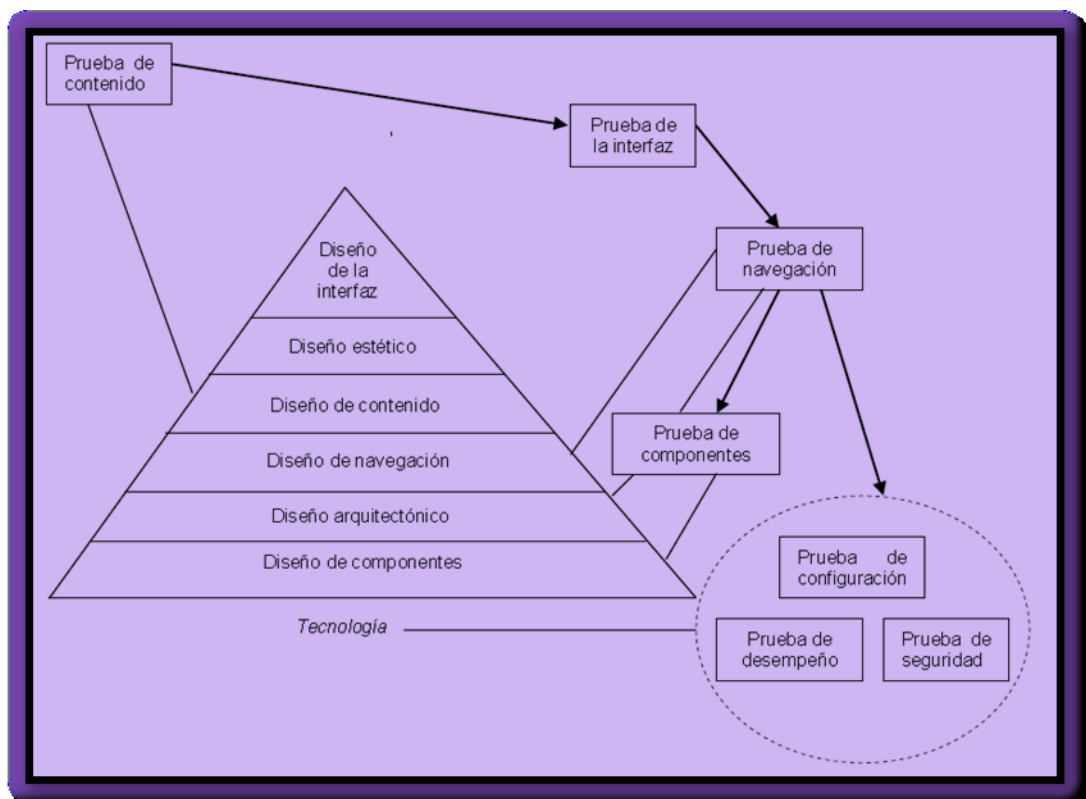 Prueba de
contenido
Prueba de
la interfaz
Prueba de
navegación
Diseño
de la
interfaz
Diseño estético
Diseño de contenido
Diseño de navegación
Diseño arquitectónico
Diseño de componentes
Prueba de
componentes
Prueba de
configuración
Prueba de
desempeño
Prueba de
seguridad
Tecnología